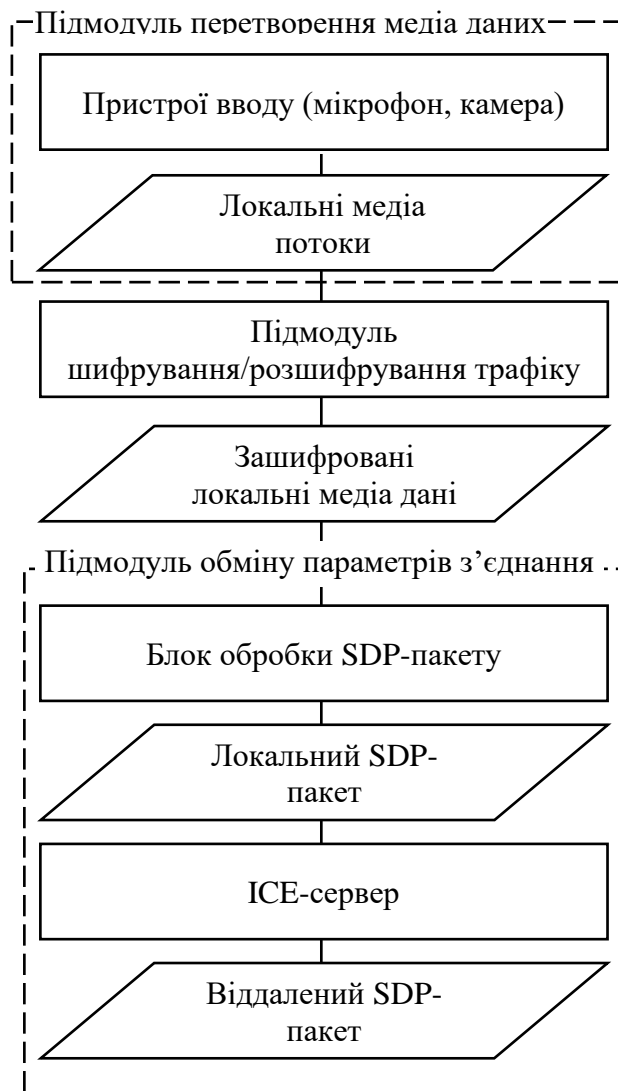 Підмодуль перетворення медіа даних
Пристрої вводу (мікрофон, камера)
Локальні медіа
потоки
Підмодуль
шифрування/розшифрування трафіку
Зашифровані
локальні медіа дані
Підмодуль обміну параметрів з’єднання
Блок обробки SDP-пакету
Локальний SDP-
пакет
ICE-сервер
Віддалений SDP-
пакет